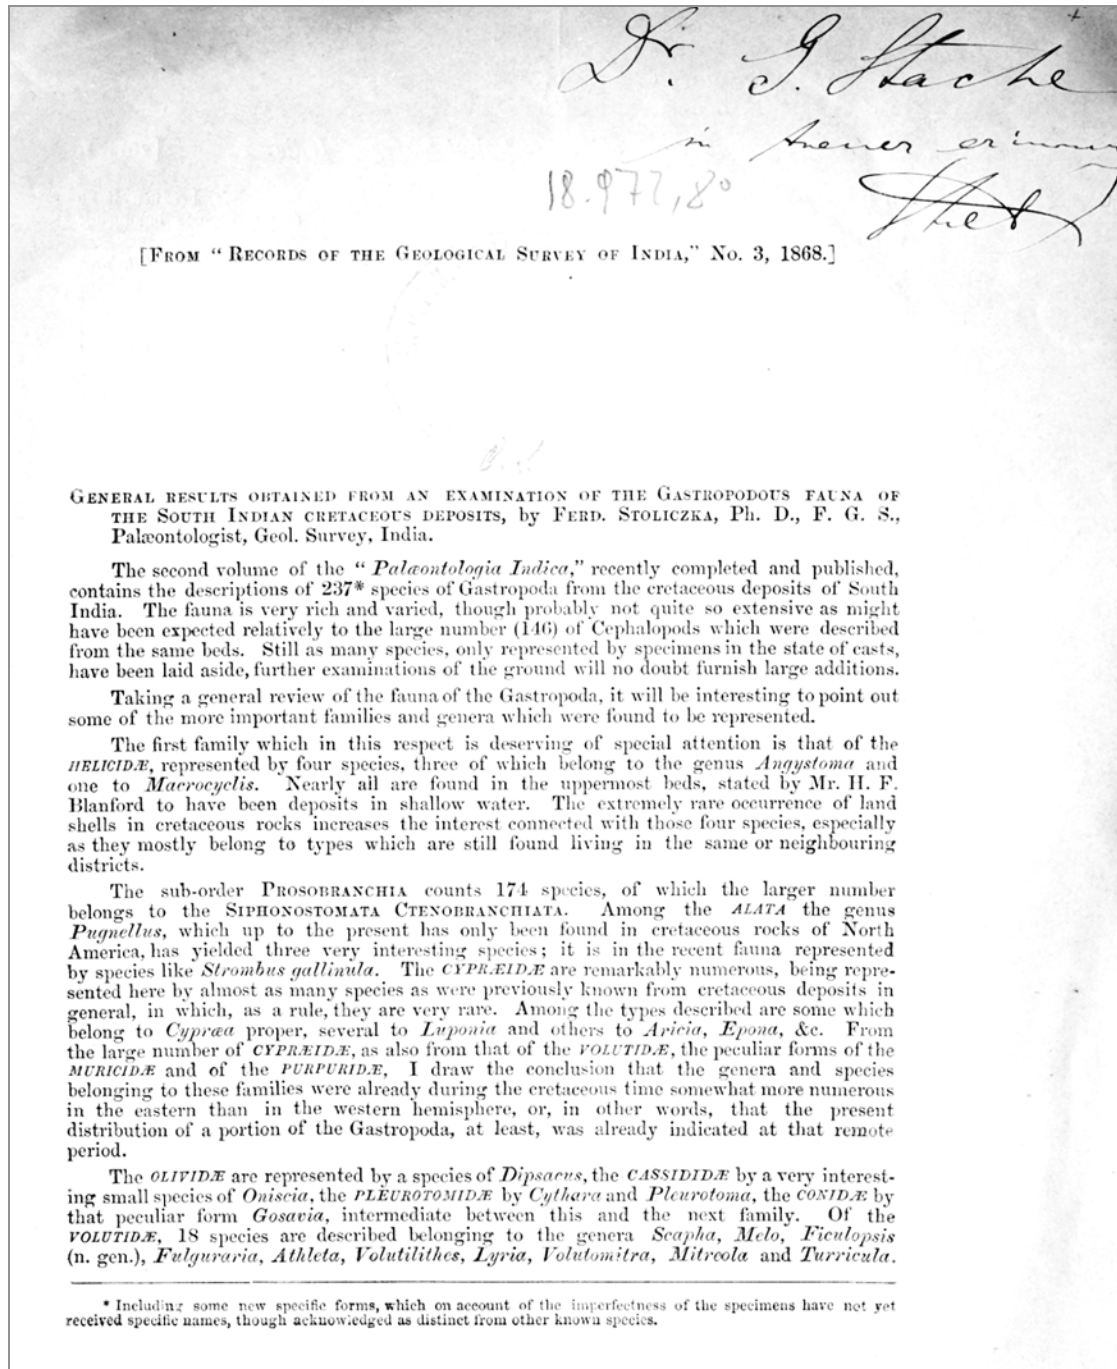 Dr. G. Stache
in
18.972,8°
[From “ Records of the Geological Survey of India,” No. 3, 1868.]
General results obtained from an examination of the Gastropodous fauna of
the South Indian cretaceous deposits, by Ferd. Stoliczka, Ph. D., F. G. S.,
Palæontologist, Geol. Survey, India.
The second volume of the “ Palæontologia Indica,” recently completed and published,
contains the descriptions of 237* species of Gastropoda from the cretaceous deposits of South
India. The fauna is very rich and varied, though probably not quite so extensive as might
have been expected relatively to the large number (146) of Cephalopods which were described
from the same beds. Still as many species, only represented by specimens in the state of casts,
have been laid aside, further examinations of the ground will no doubt furnish large additions.
Taking a general review of the fauna of the Gastropoda, it will be interesting to point out
some of the more important families and genera which were found to be represented.
The first family which in this respect is deserving of special attention is that of the
HELICIDÆ, represented by four species, three of which belong to the genus Angystoma and
one to Macrocyclis. Nearly all are found in the uppermost beds, stated by Mr. H. F.
Blanford to have been deposits in shallow water. The extremely rare occurrence of land
shells in cretaceous rocks increases the interest connected with those four species, especially
as they mostly belong to types which are still found living in the same or neighbouring
districts.
The sub-order Prosobranchia counts 174 species, of which the larger number
belongs to the Siphonostomata Ctenobranchiata. Among the ALATA the genus
Pugnellus, which up to the present has only been found in cretaceous rocks of North
America, has yielded three very interesting species; it is in the recent fauna represented
by species like Strombus gallinula. The CYPRÆIDÆ are remarkably numerous, being repre-
sented here by almost as many species as were previously known from cretaceous deposits in
general, in which, as a rule, they are very rare. Among the types described are some which
belong to Cypræa proper, several to Luponia and others to Aricia, Epona, &c. From
the large number of CYPRÆIDÆ, as also from that of the VOLUTIDÆ, the peculiar forms of the
MURICIDÆ and of the PURPURIDÆ, I draw the conclusion that the genera and species
belonging to these families were already during the cretaceous time somewhat more numerous
in the eastern than in the western hemisphere, or, in other words, that the present
distribution of a portion of the Gastropoda, at least, was already indicated at that remote
period.
The OLIVIDÆ are represented by a species of Dipsacus, the CASSIDIDÆ by a very interest-
ing small species of Oniscia, the PLEUROTOMIDÆ by Cythara and Pleurotoma, the CONIDÆ by
that peculiar form Gosavia, intermediate between this and the next family. Of the
VOLUTIDÆ, 18 species are described belonging to the genera Scapha, Melo, Ficulopsis
(n. gen.), Fulguraria, Athleta, Volutilithes, Lyria, Volutomitra, Mitreola and Turricula.
* Including some new specific forms, which on account of the imperfectness of the specimens have not yet
received specific names, though acknowledged as distinct from other known species.